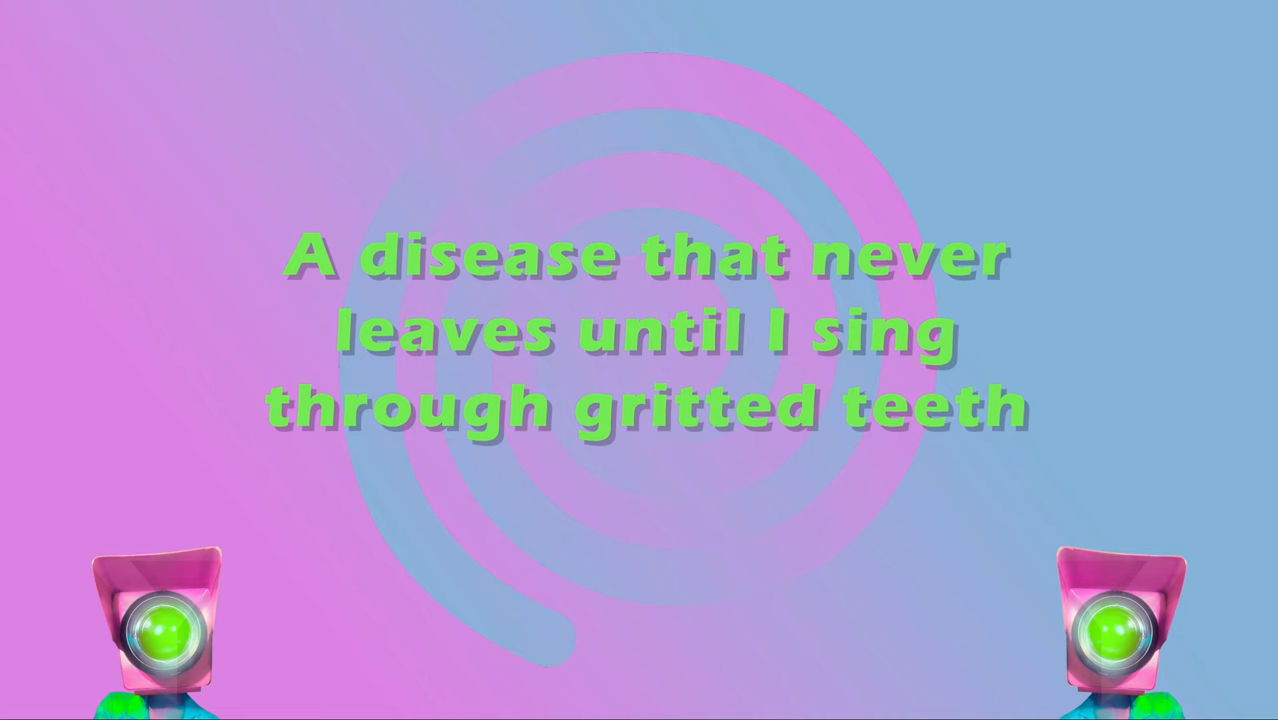 A disease that never
leaves until I sing
through gritted teeth